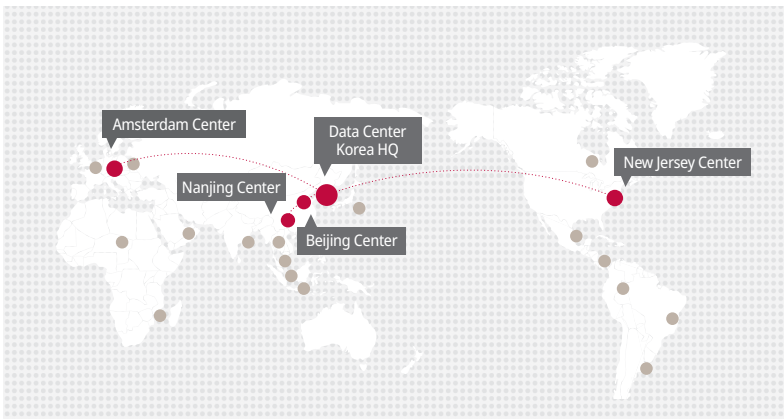 Amsterdam Center
Data Center
Korea HQ
New Jersey Center
Nanjing Center
Beijing Center